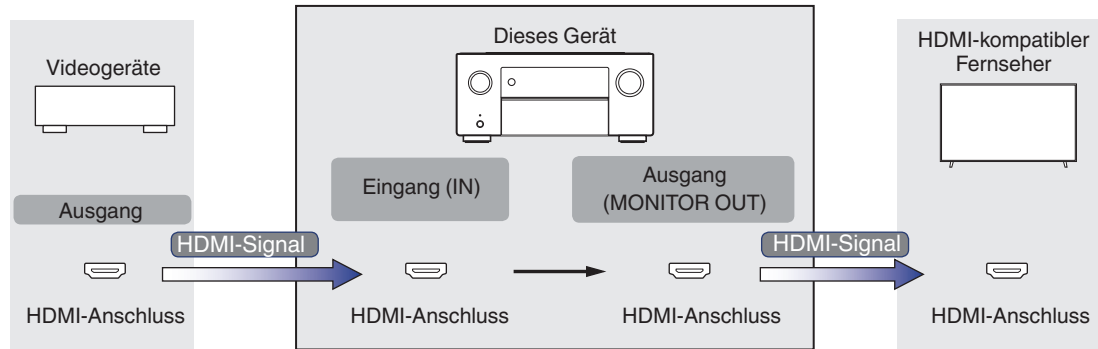 Videogeräte
Ausgang
HDMI-Signal
HDMI-Anschluss
Dieses Gerät
Eingang (IN)
Ausgang
(MONITOR OUT)
HDMI-Anschluss
HDMI-Anschluss
HDMI-Signal
HDMI-kompatibler
Fernseher
HDMI-Anschluss